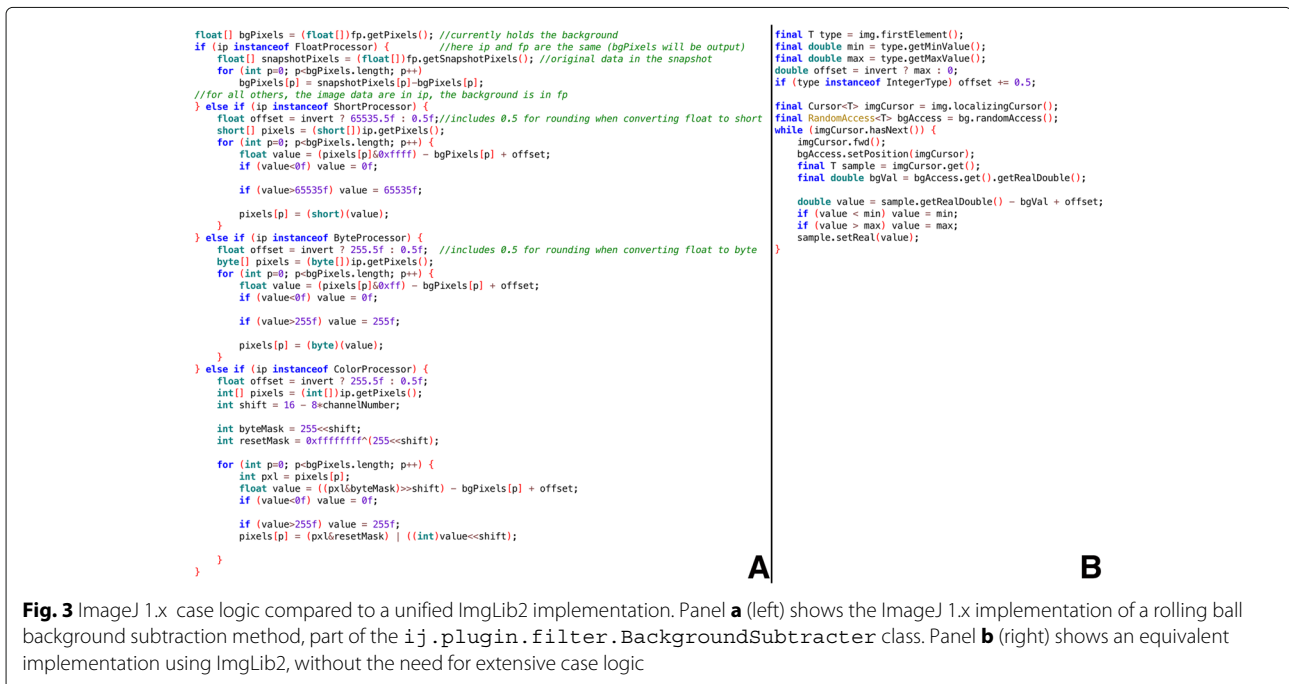 float[] bgPixels = (float[])fp.getPixels(); //currently holds the background
if (ip instanceof FloatProcessor) {         //here ip and fp are the same (bgPixels will be output)
    float[] snapshotPixels = (float[])fp.getSnapshotPixels(); //original data in the snapshot
    for (int p=0; p<bgPixels.length; p++)
        bgPixels[p] = snapshotPixels[p]-bgPixels[p];
//for all others, the image data are in ip, the background is in fp
} else if (ip instanceof ShortProcessor) {
    float offset = invert ? 65535.5f : 0.5f;//includes 0.5 for rounding when converting float to short
    short[] pixels = (short[])ip.getPixels();
    for (int p=0; p<bgPixels.length; p++) {
        float value = (pixels[p]&0xffff) - bgPixels[p] + offset;
        if (value<0f) value = 0f;

        if (value>65535f) value = 65535f;

        pixels[p] = (short)(value);
    }
} else if (ip instanceof ByteProcessor) {
    float offset = invert ? 255.5f : 0.5f;  //includes 0.5 for rounding when converting float to byte
    byte[] pixels = (byte[])ip.getPixels();
    for (int p=0; p<bgPixels.length; p++) {
        float value = (pixels[p]&0xff) - bgPixels[p] + offset;
        if (value<0f) value = 0f;

        if (value>255f) value = 255f;

        pixels[p] = (byte)(value);
    }
} else if (ip instanceof ColorProcessor) {
    float offset = invert ? 255.5f : 0.5f;
    int[] pixels = (int[])ip.getPixels();
    int shift = 16 - 8*channelNumber;

    int byteMask = 255<<shift;
    int resetMask = 0xffffffff^(255<<shift);

    for (int p=0; p<bgPixels.length; p++) {
        int pxl = pixels[p];
        float value = ((pxl&byteMask)>>shift) - bgPixels[p] + offset;
        if (value<0f) value = 0f;

        if (value>255f) value = 255f;
        pixels[p] = (pxl&resetMask) | ((int)value<<shift);

    }
}
A
final T type = img.firstElement();
final double min = type.getMinValue();
final double max = type.getMaxValue();
double offset = invert ? max : 0;
if (type instanceof IntegerType) offset += 0.5;

final Cursor<T> imgCursor = img.localizingCursor();
final RandomAccess<T> bgAccess = bg.randomAccess();
while (imgCursor.hasNext()) {
    imgCursor.fwd();
    bgAccess.setPosition(imgCursor);
    final T sample = imgCursor.get();
    final double bgVal = bgAccess.get().getRealDouble();

    double value = sample.getRealDouble() - bgVal + offset;
    if (value < min) value = min;
    if (value > max) value = max;
    sample.setReal(value);
}
B
Fig. 3 ImageJ 1.x case logic compared to a unified ImgLib2 implementation. Panel a (left) shows the ImageJ 1.x implementation of a rolling ball
background subtraction method, part of the ij.plugin.filter.BackgroundSubtracter class. Panel b (right) shows an equivalent
implementation using ImgLib2, without the need for extensive case logic